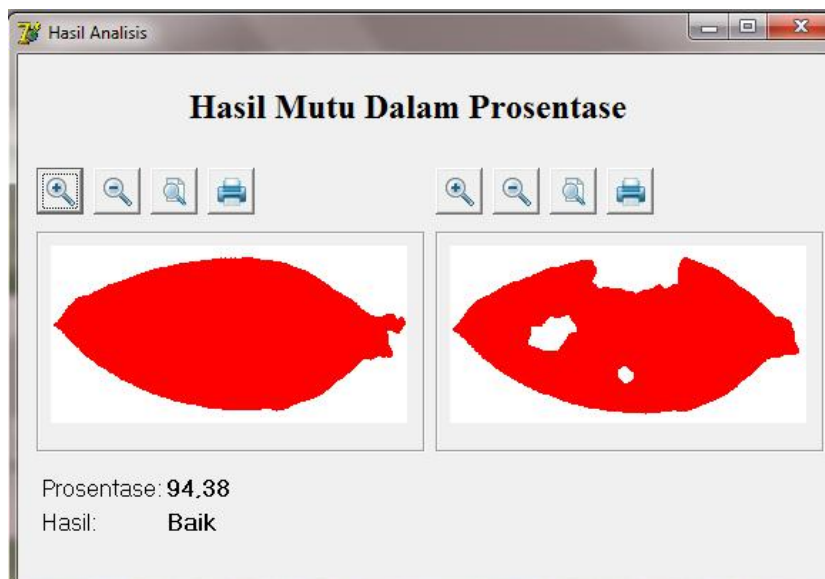 Hasil Analisis
Hasil Mutu Dalam Prosentase
Prosentase: 94,38
Hasil: Baik